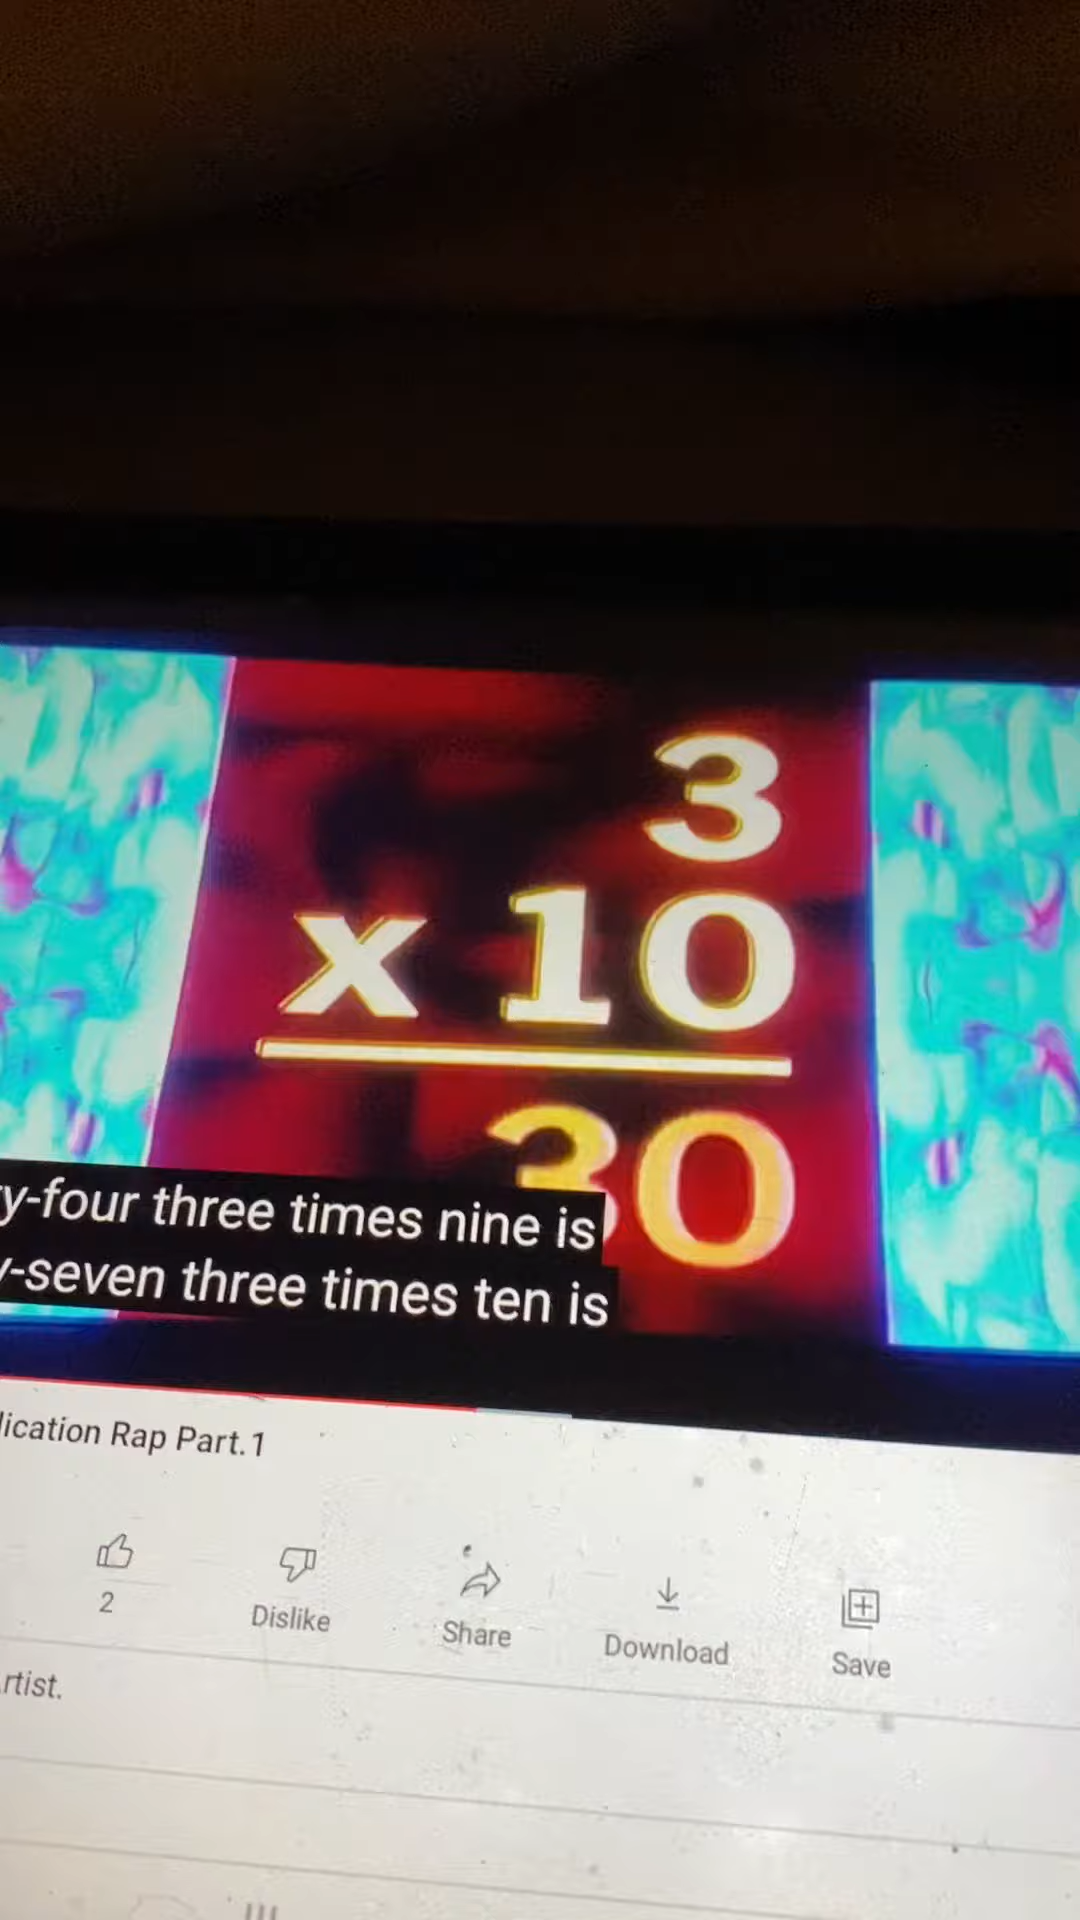 3
x 10
30
y-four three times nine is
y-seven three times ten is
lication Rap Part.1
2
Dislike
Share
Download
Save
rtist.